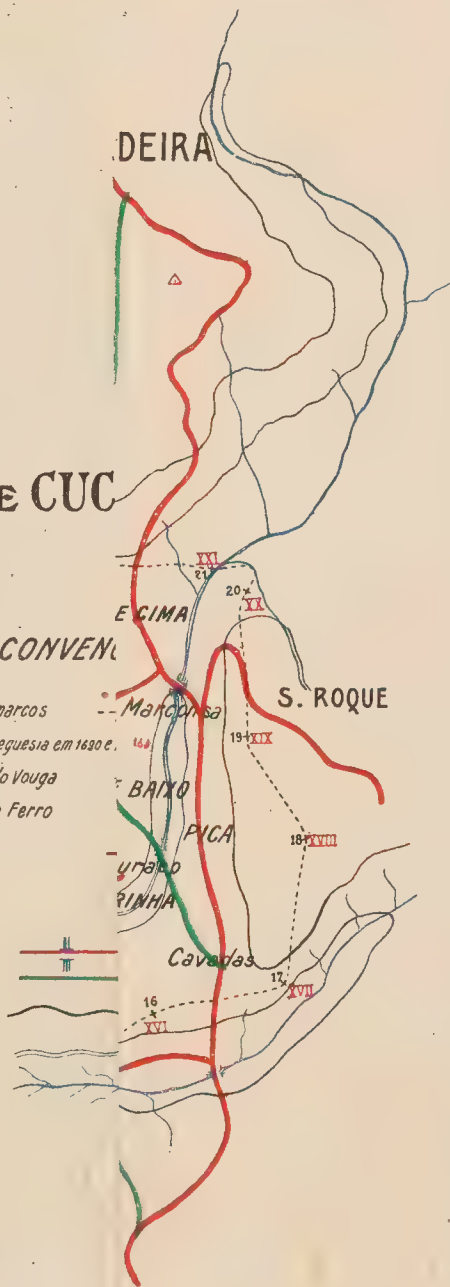 DEIRA
E CUC
XXI
21
20
XX
E CIMA
CONVEN
S. ROQUE
marcos
19 XIX
eguesia em 1690 e
do Vouga
BAIXO
Ferro
PICA
18 XVIII
RINHA
Cavadas
17
XVII
16
XVI